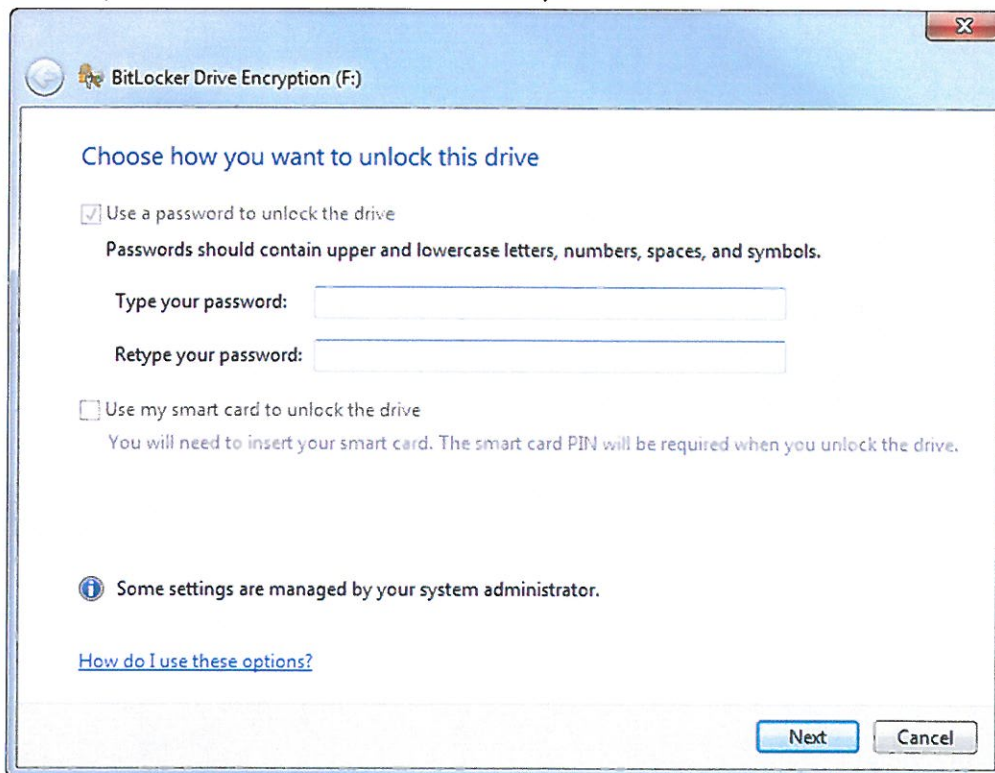 BitLocker Drive Encryption (F:)
Choose how you want to unlock this drive
Use a password to unlock the drive
Passwords should contain upper and lowercase letters, numbers, spaces, and symbols.
Type your password:
Retype your password:
Use my smart card to unlock the drive
You will need to insert your smart card. The smart card PIN will be required when you unlock the drive.
Some settings are managed by your system administrator.
How do I use these options?
Next Cancel